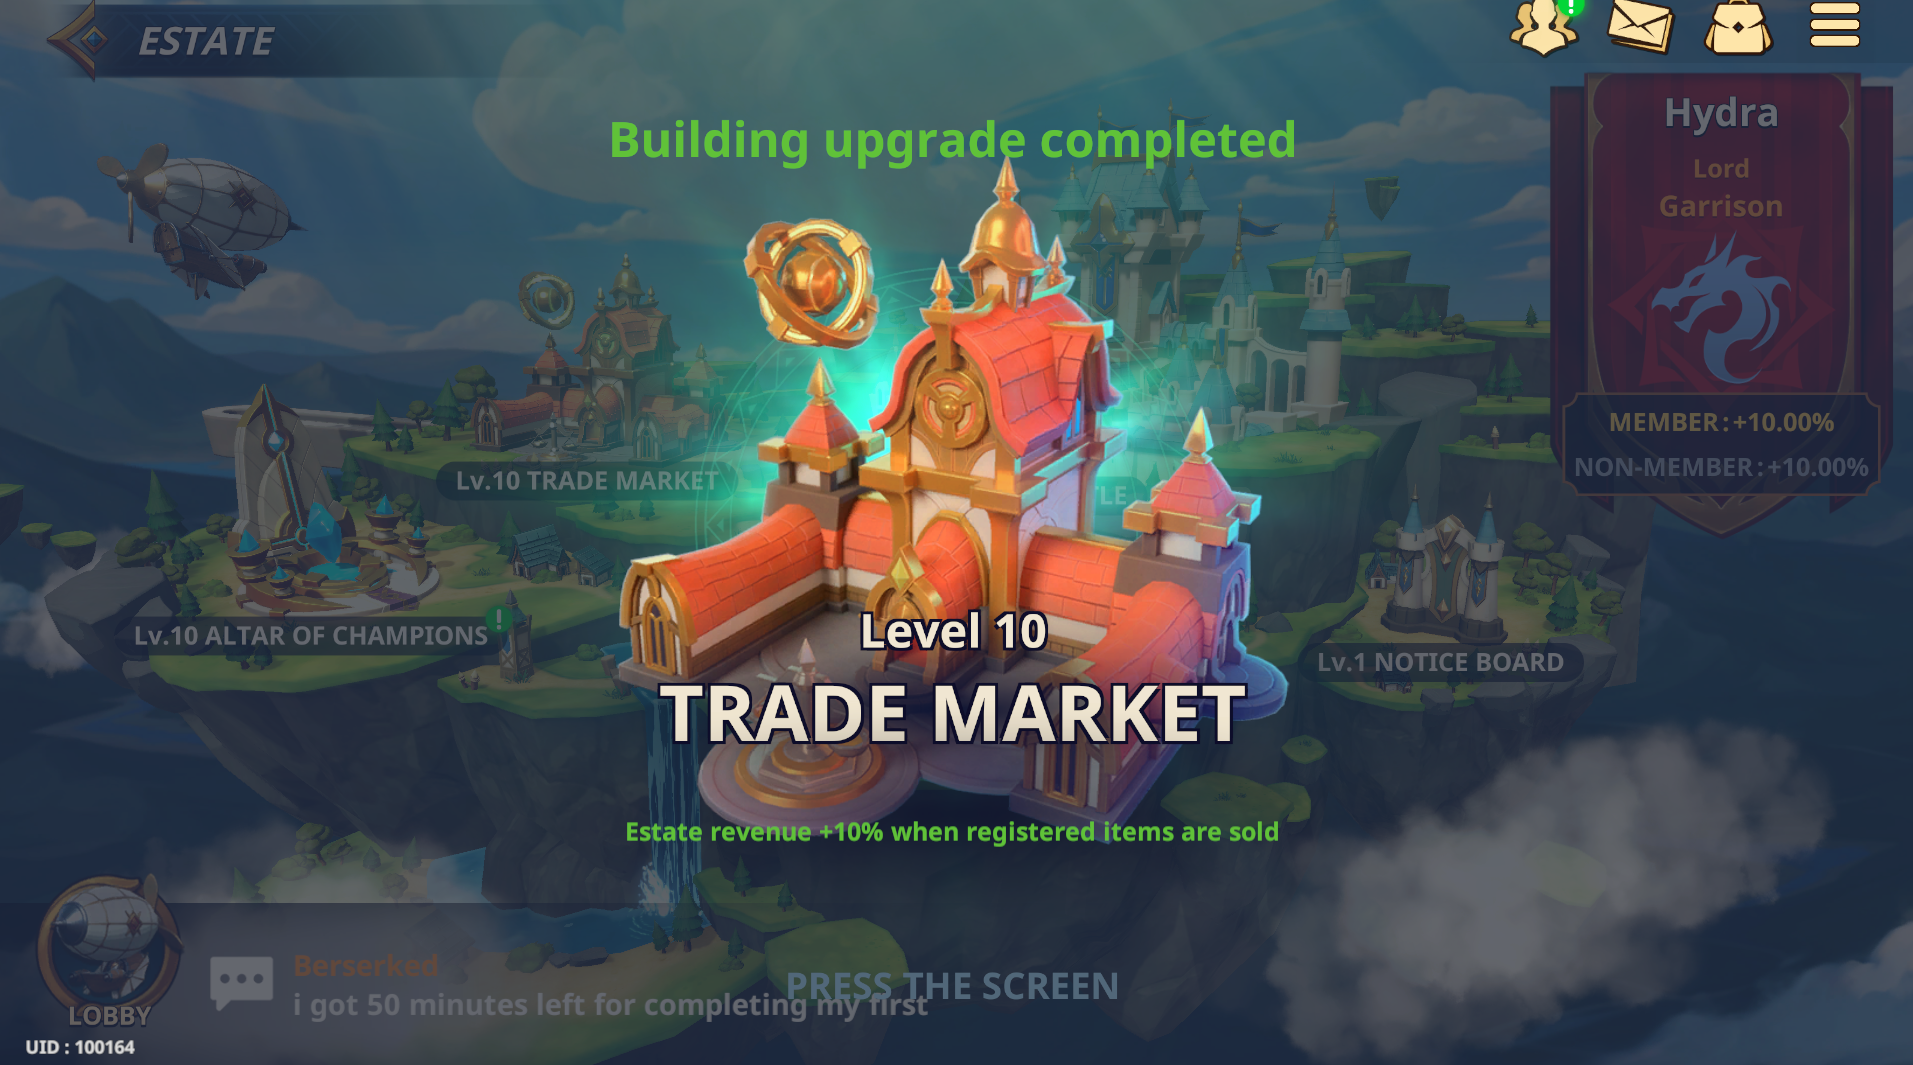 ESTATE
!
Hydra
Building upgrade completed
Lord
Garrison
MEMBER : +10.00%
NON-MEMBER : +10.00%
Lv.10 TRADE MARKET
!
Lv.10 ALTAR OF CHAMPIONS
Level 10
Lv.1 NOTICE BOARD
TRADE MARKET
Estate revenue +10% when registered items are sold
Berserked
i got 50 minutes left for completing my first
PRESS THE SCREEN
LOBBY
UID : 100164